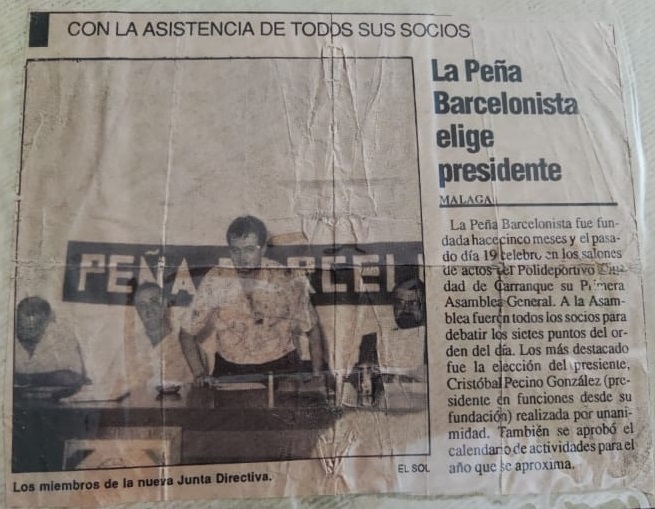 CON LA ASISTENCIA DE TODOS SUS SOCIOS
La Peña
Barcelonista
elige
presidente
MALAGA
La Peña Barcelonista fue fun-
dada hace cinco meses y el pasa-
do día 19 celebró en los salones
de actos del Polideportivo Ciu-
dad de Carranque su Primera
Asamblea General. A la Asam-
blea fueron todos los socios para
debatir los sietes puntos del or-
den del día. Los más destacado
fue la elección del presiente,
Cristóbal Pecino González (pre-
sidente en funciones desde su
fundación) realizada por unani-
midad. También se aprobó el
calendario de actividades para el
año que se aproxima.
PEÑA BARCEL
EL SOL
Los miembros de la nueva Junta Directiva.